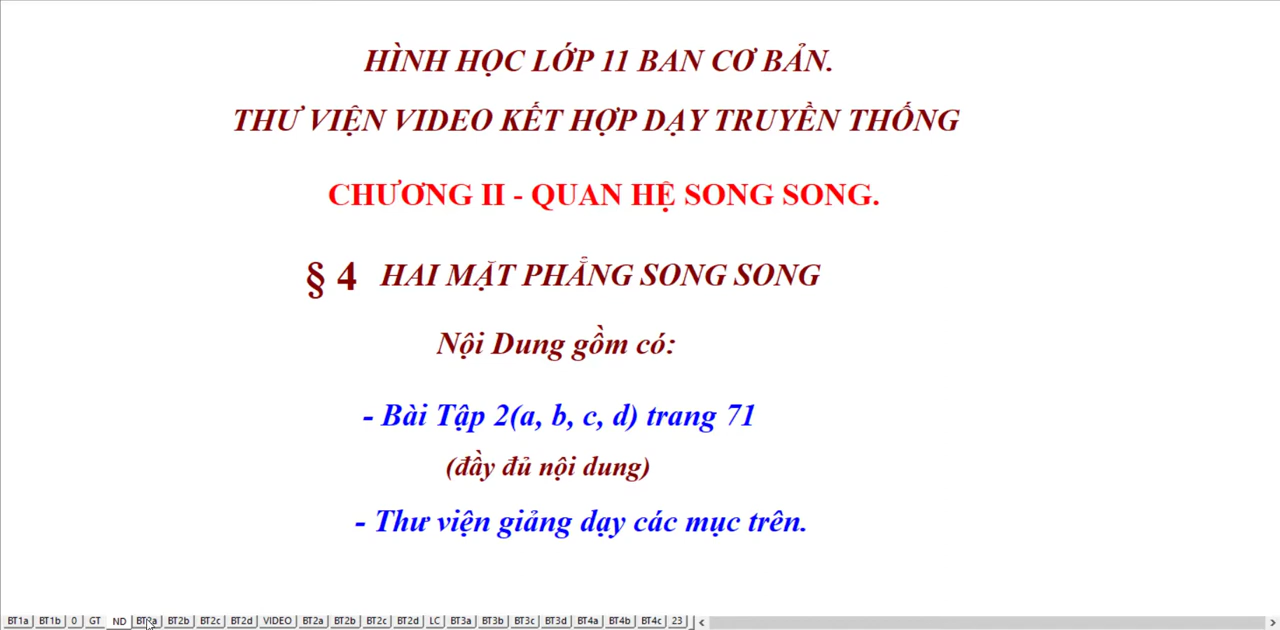 HÌNH HỌC LỚP 11 BAN CƠ BẢN.
THƯ VIỆN VIDEO KẾT HỢP DẠY TRUYỀN THỐNG
CHƯƠNG II - QUAN HỆ SONG SONG.
§ 4 HAI MẶT PHẲNG SONG SONG
Nội Dung gồm có:
- Bài Tập 2(a, b, c, d) trang 71
(đầy đủ nội dung)
- Thư viện giảng dạy các mục trên.
BT1a BT1b 0 GT ND BT2b BT2c BT2d VIDEO BT2a BT2b BT2c BT2d LC BT3a BT3b BT3c BT3d BT4a BT4b BT4c 23